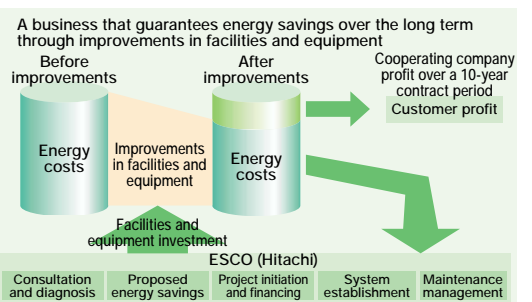 A business that guarantees energy savings over the long term
through improvements in facilities and equipment
Before
improvements
After
improvements
Cooperating company
profit over a 10-year
contract period
Customer profit
Energy
costs
Improvements
in facilities and
equipment
Energy
costs
Facilities and
equipment investment
ESCO (Hitachi)
Consultation
and diagnosis
Proposed
energy savings
Project initiation
and financing
System
establishment
Maintenance
management